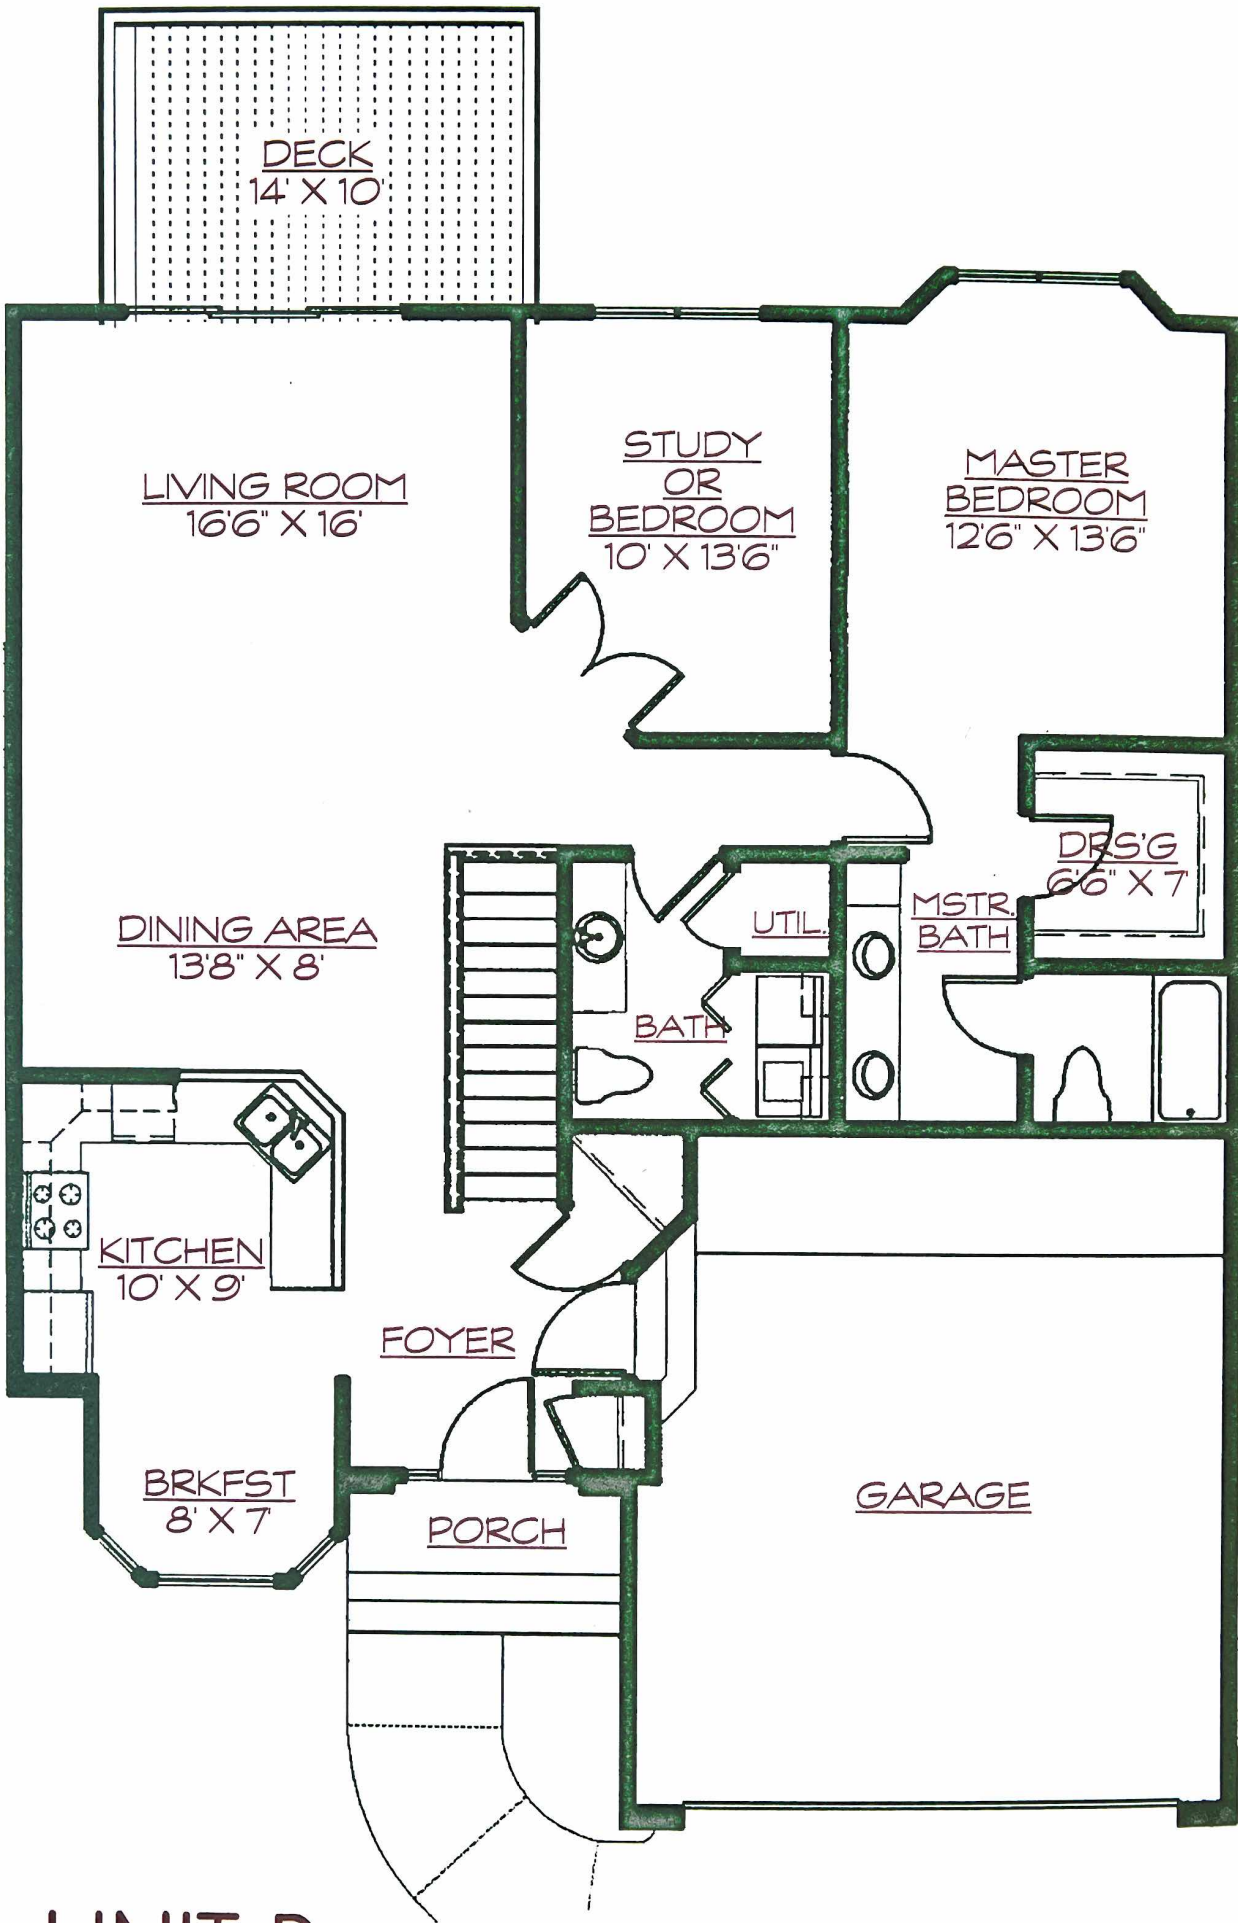 DECK
14' X 10'
LIVING ROOM
16'6" X 16'
STUDY
OR
BEDROOM
10' X 13'6"
MASTER
BEDROOM
12'6" X 13'6"
DRS'G
6'6" X 7'
MSTR.
BATH
UTIL.
DINING AREA
13'8" X 8'
BATH
KITCHEN
10' X 9'
FOYER
BRKFST
8' X 7'
PORCH
GARAGE
UNIT